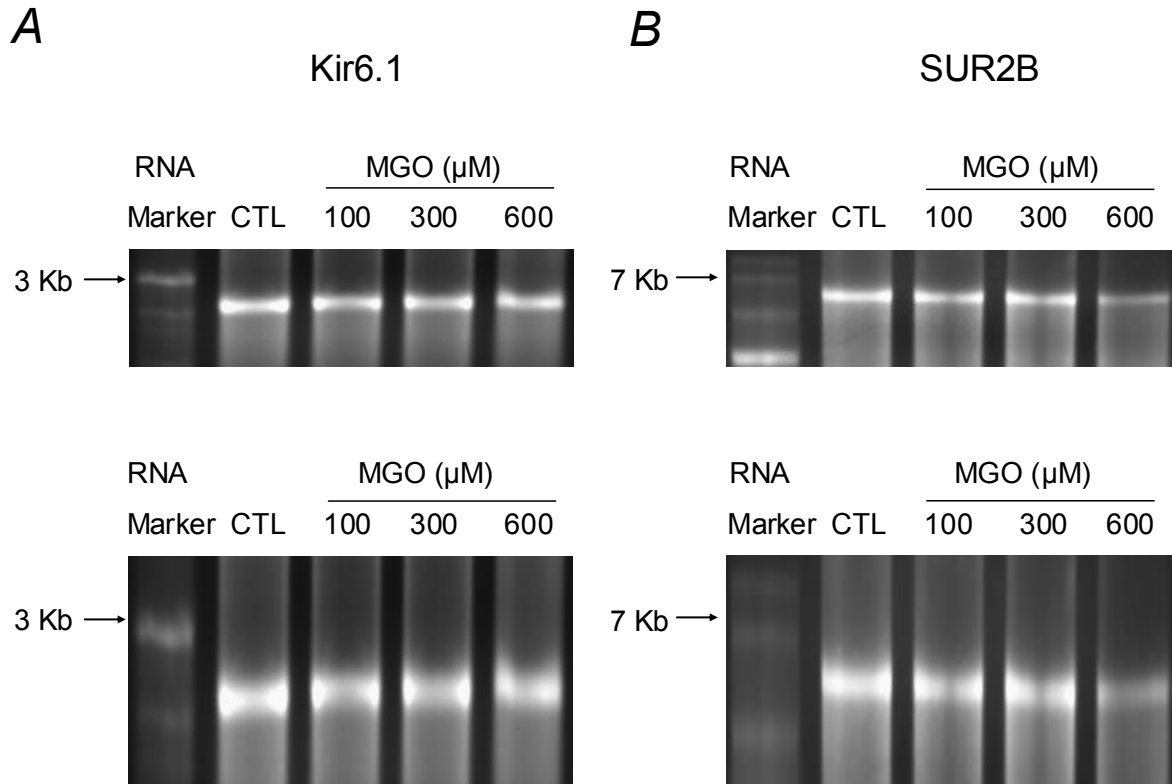 A
Kir6.1
RNA
MGO (µM)
Marker CTL 100 300 600
3 Kb
RNA
MGO (µM)
Marker CTL 100 300 600
3 Kb
B
SUR2B
RNA
MGO (µM)
Marker CTL 100 300 600
7 Kb
RNA
MGO (µM)
Marker CTL 100 300 600
7 Kb